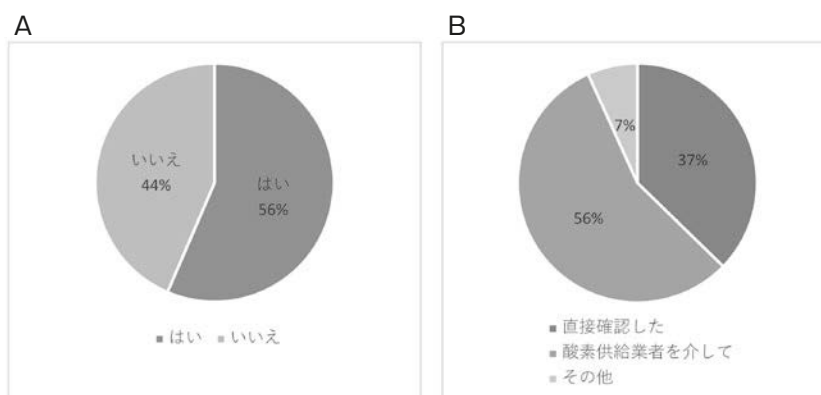 A
いいえ
44%
はい
56%
■ はい ■ いいえ
B
7%
37%
56%
■ 直接確認した
■ 酸素供給業者を介して
■ その他